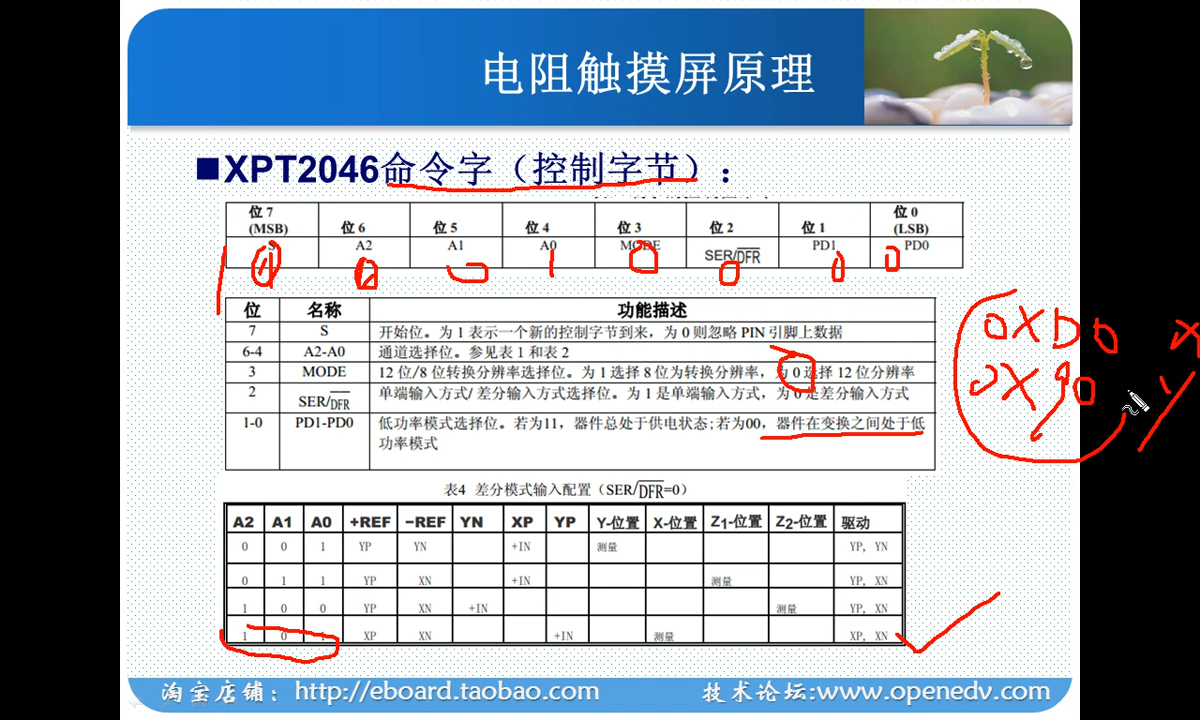 电阻触摸屏原理
■XPT2046命令字（控制字节）：
位 7 (MSB) 位 6 位 5 位 4 位 3 位 2 位 1 位 0 (LSB)
S A2 A1 A0 MODE SER/DFR PD1 PD0
1 0 1 0 0 0 0
位 名称 功能描述
7 S 开始位。为 1 表示一个新的控制字节到来，为 0 则忽略 PIN 引脚上数据
6-4 A2-A0 通道选择位。参见表 1 和表 2
3 MODE 12 位/8 位转换分辨率选择位。为 1 选择 8 位为转换分辨率，为 0 选择 12 位分辨率
2 SER/DFR 单端输入方式/ 差分输入方式选择位。为 1 是单端输入方式，为 0 是差分输入方式
1-0 PD1-PD0 低功率模式选择位。若为11，器件总处于供电状态;若为00，器件在变换之间处于低
功率模式
0XD0 X
0X90 Y
表4 差分模式输入配置（SER/DFR=0）
A2 A1 A0 +REF −REF YN XP YP Y-位置 X-位置 Z1-位置 Z2-位置 驱动
0 0 1 YP YN +IN 测量 YP, YN
0 1 1 YP XN +IN 测量 YP, XN
1 0 0 YP XN +IN 测量 YP, XN
1 0 1 XP XN +IN 测量 XP, XN
淘宝店铺：http://eboard.taobao.com 技术论坛:www.openedv.com